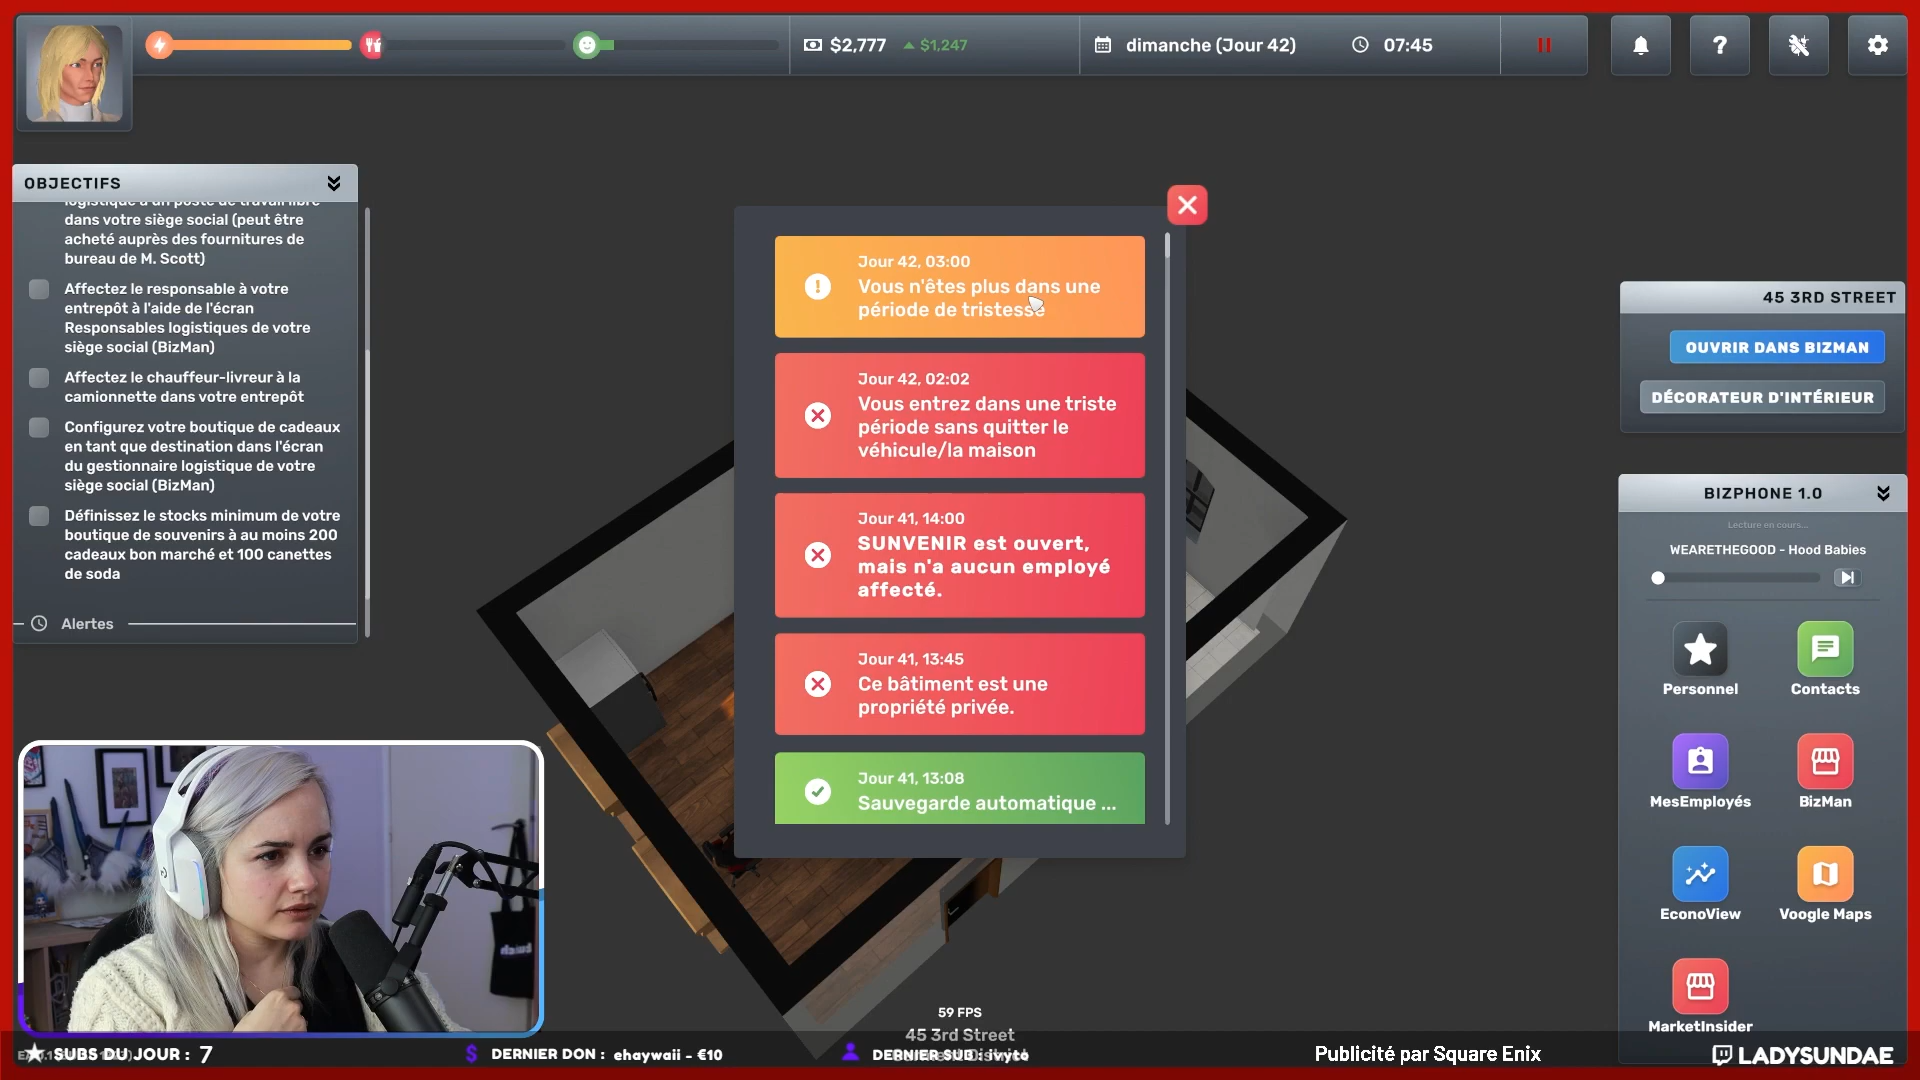 $2,777
$1,247
dimanche (Jour 42)
07:45
?
OBJECTIFS
logistique à un poste de travail libre
dans votre siège social (peut être
acheté auprès des fournitures de
bureau de M. Scott)
Affectez le responsable à votre
entrepôt à l'aide de l'écran
Responsables logistiques de votre
siège social (BizMan)
Affectez le chauffeur-livreur à la
camionnette dans votre entrepôt
Configurez votre boutique de cadeaux
en tant que destination dans l'écran
du gestionnaire logistique de votre
siège social (BizMan)
Définissez le stocks minimum de votre
boutique de souvenirs à au moins 200
cadeaux bon marché et 100 canettes
de soda
Alertes
Jour 42, 03:00
Vous n'êtes plus dans une
période de tristesse
Jour 42, 02:02
Vous entrez dans une triste
période sans quitter le
véhicule/la maison
Jour 41, 14:00
SUNVENIR est ouvert,
mais n'a aucun employé
affecté.
Jour 41, 13:45
Ce bâtiment est une
propriété privée.
Jour 41, 13:08
Sauvegarde automatique ...
45 3RD STREET
OUVRIR DANS BIZMAN
DÉCORATEUR D'INTÉRIEUR
BIZPHONE 1.0
Lecture en cours...
WEARETHEGOOD - Hood Babies
Personnel
Contacts
MesEmployés
BizMan
EconoView
Voogle Maps
MarketInsider
59 FPS
45 3rd Street
SUBS DU JOUR : 7
DERNIER DON : ehaywaii - €10
DERNIER SUB : ivyto
Publicité par Square Enix
LADYSUNDAE